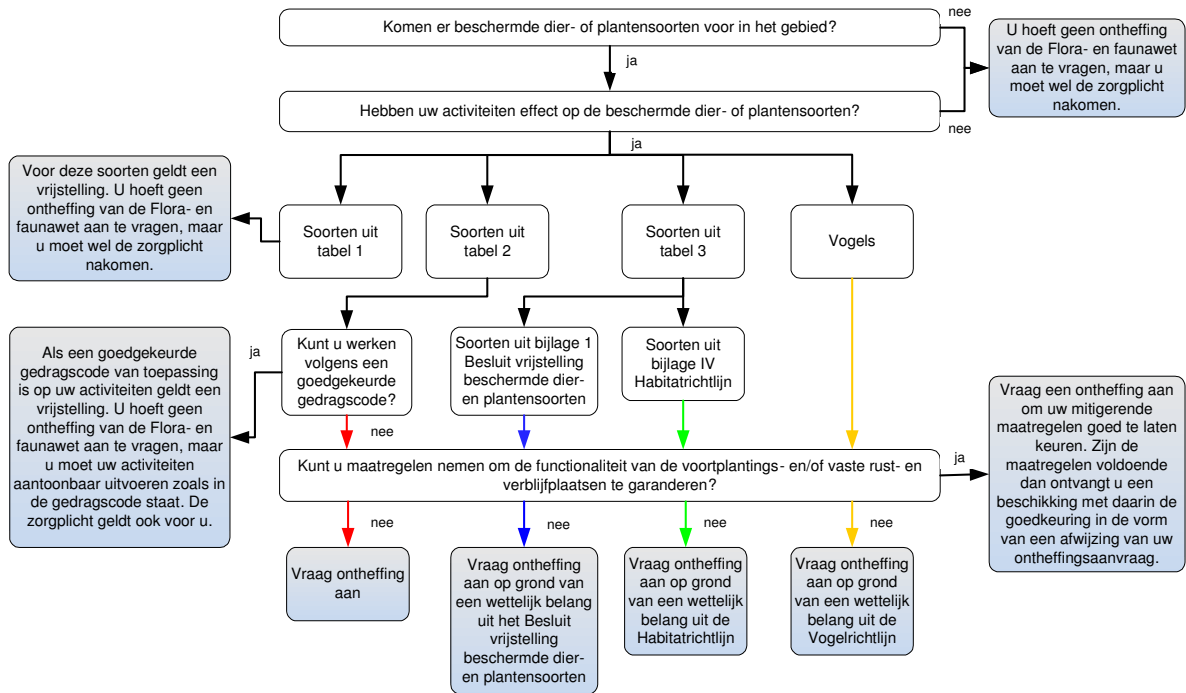 Komen er beschermde dier- of plantensoorten voor in het gebied?
nee
U hoeft geen ontheffing
van de Flora- en faunawet
aan te vragen, maar u
moet wel de zorgplicht
nakomen.
ja
Hebben uw activiteiten effect op de beschermde dier- of plantensoorten?
nee
ja
Voor deze soorten geldt een
vrijstelling. U hoeft geen
ontheffing van de Flora- en
faunawet aan te vragen, maar
u moet wel de zorgplicht
nakomen.
Soorten uit
tabel 1
Soorten uit
tabel 2
Soorten uit
tabel 3
Vogels
Als een goedgekeurde
gedragscode van toepassing
is op uw activiteiten geldt een
vrijstelling. U hoeft geen
ontheffing van de Flora- en
faunawet aan te vragen, maar
u moet uw activiteiten
aantoonbaar uitvoeren zoals in
de gedragscode staat. De
zorgplicht geldt ook voor u.
ja
Kunt u werken
volgens een
goedgekeurde
gedragscode?
Soorten uit bijlage 1
Besluit vrijstelling
beschermde dier-
en plantensoorten
Soorten uit
bijlage IV
Habitatrichtlijn
nee
Kunt u maatregelen nemen om de functionaliteit van de voortplantings- en/of vaste rust- en
verblijfplaatsen te garanderen?
ja
Vraag een ontheffing aan
om uw mitigerende
maatregelen goed te laten
keuren. Zijn de
maatregelen voldoende
dan ontvangt u een
beschikking met daarin de
goedkeuring in de vorm
van een afwijzing van uw
ontheffingsaanvraag.
nee
nee
nee
nee
Vraag ontheffing
aan
Vraag ontheffing
aan op grond van
een wettelijk belang
uit het Besluit
vrijstelling
beschermde dier-
en plantensoorten
Vraag ontheffing
aan op grond
van een wettelijk
belang uit de
Habitatrichtlijn
Vraag ontheffing
aan op grond
van een wettelijk
belang uit de
Vogelrichtlijn